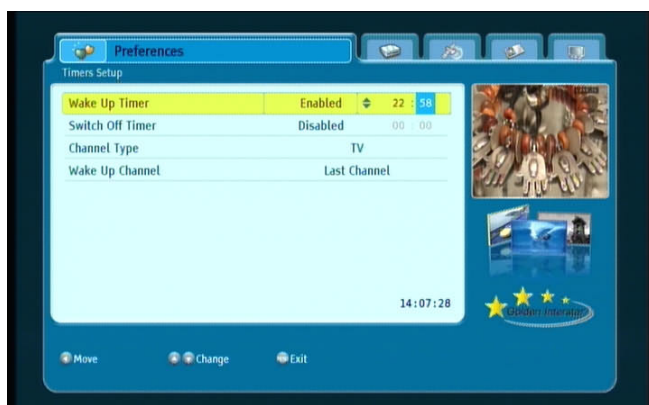 Preferences
Timers Setup
Wake Up Timer Enabled 22 : 58
Switch Off Timer Disabled 00 : 00
Channel Type TV
Wake Up Channel Last Channel
14:07:28
Golden Interstar
Move Change Exit